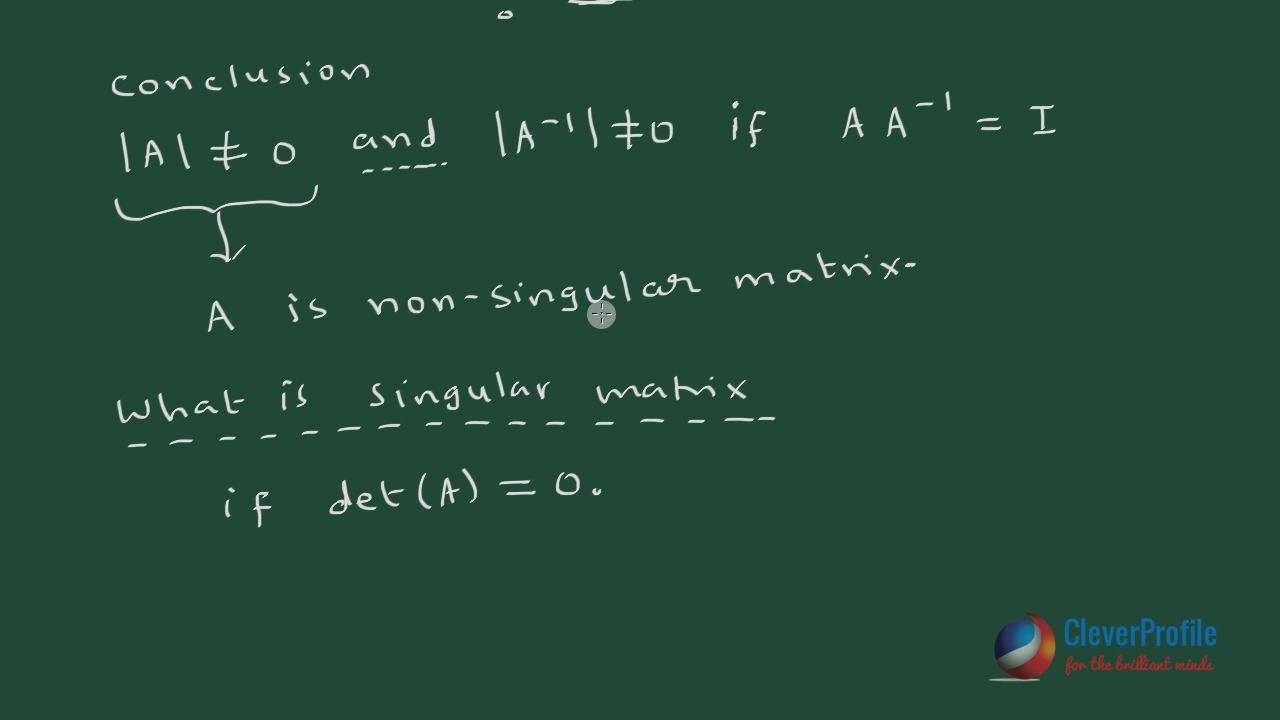 Conclusion
|A| ≠ 0 and |A⁻¹| ≠ 0 if A A⁻¹ = I
A is non-singular matrix.
What is singular matrix
if det(A) = 0.
CleverProfile
for the brilliant minds